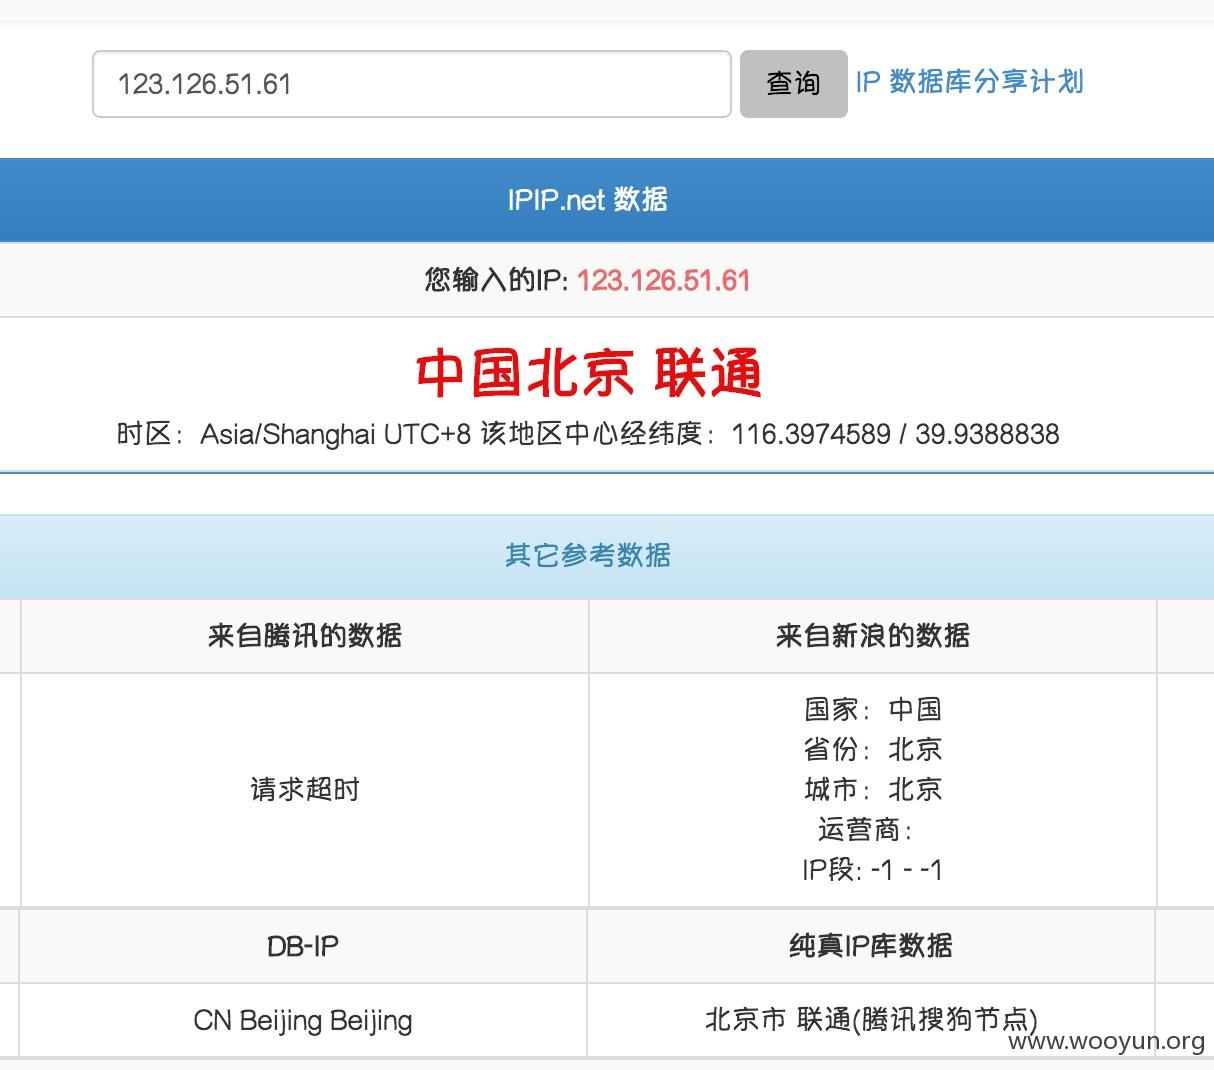 123.126.51.61 查询 IP 数据库分享计划
IPIP.net 数据
您输入的IP: 123.126.51.61
中国北京 联通
时区：Asia/Shanghai UTC+8 该地区中心经纬度：116.3974589 / 39.9388838
其它参考数据
来自腾讯的数据 来自新浪的数据
请求超时
国家：中国
省份：北京
城市：北京
运营商：
IP段: -1 - -1
DB-IP 纯真IP库数据
CN Beijing Beijing 北京市 联通(腾讯搜狗节点)
www.wooyun.org